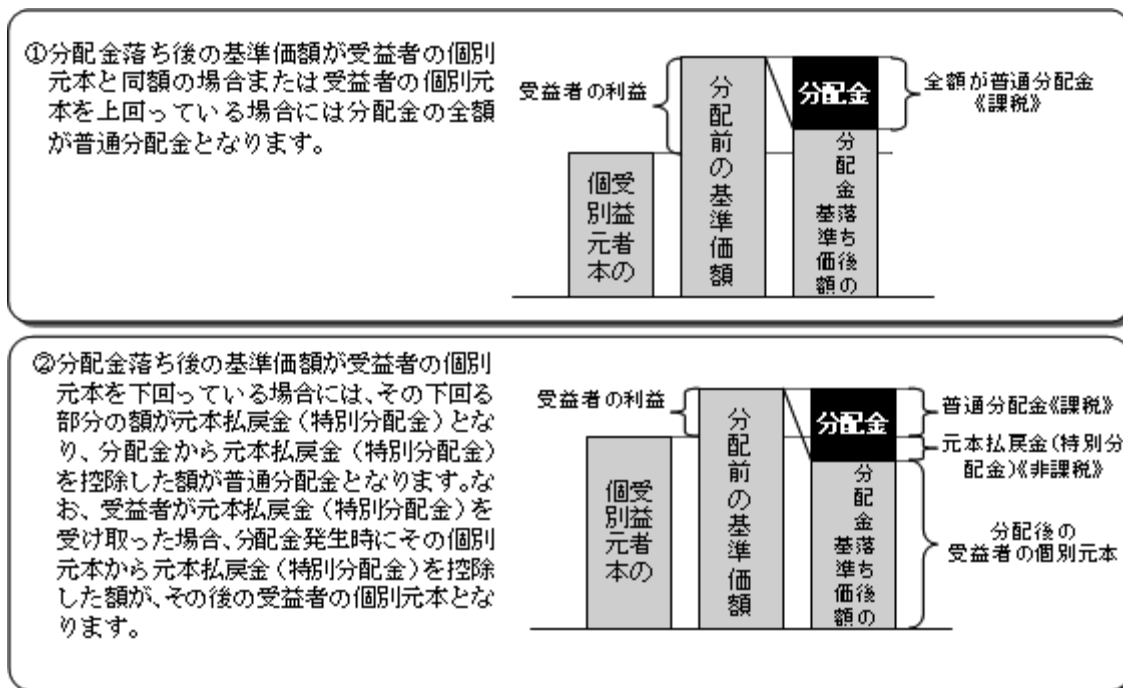 ①分配金落ち後の基準価額が受益者の個別
元本と同額の場合または受益者の個別元
本を上回っている場合には分配金の全額
が普通分配金となります。
受益者の利益
受益者の
個別元本
分配前の基準価額
分配金
分配金落ち後の
基準価額
全額が普通分配金
《課税》
②分配金落ち後の基準価額が受益者の個別
元本を下回っている場合には、その下回る
部分の額が元本払戻金(特別分配金)とな
り、分配金から元本払戻金(特別分配金)
を控除した額が普通分配金となります。な
お、受益者が元本払戻金(特別分配金)を
受け取った場合、分配金発生時にその個別
元本から元本払戻金(特別分配金)を控除
した額が、その後の受益者の個別元本とな
ります。
受益者の利益
受益者の
個別元本
分配前の基準価額
分配金
分配金落ち後の
基準価額
普通分配金《課税》
元本払戻金(特別分
配金)《非課税》
分配後の
受益者の個別元本